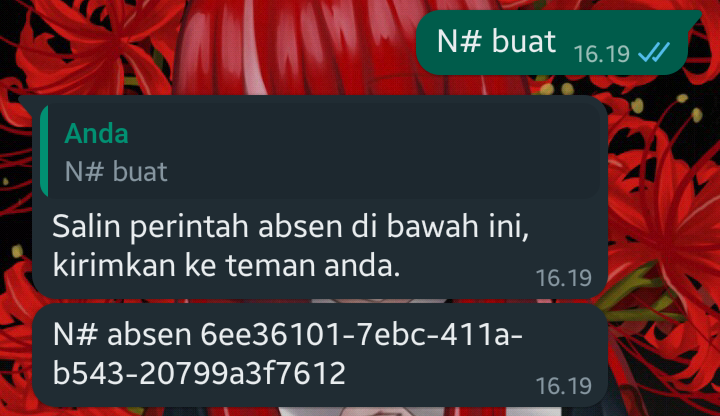 N# buat
16.19
Anda
N# buat
Salin perintah absen di bawah ini,
kirimkan ke teman anda.
16.19
N# absen 6ee36101-7ebc-411a-
b543-20799a3f7612
16.19